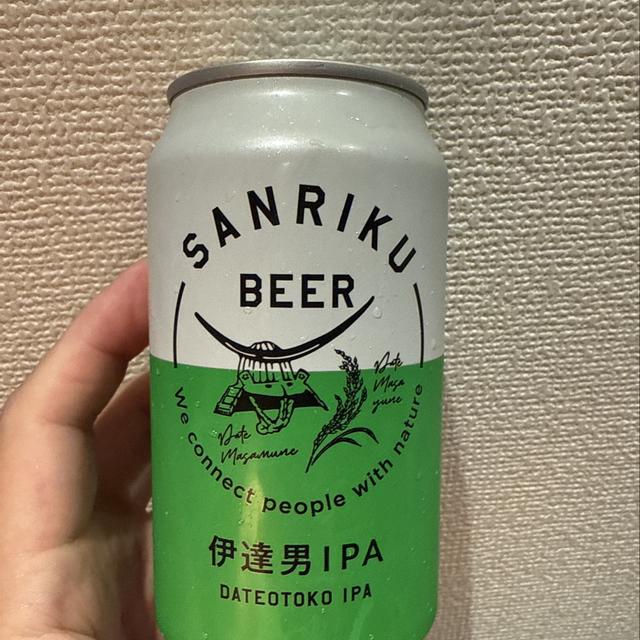 SANRIKU
BEER
Date
Masa
mune
Date
Masamune
We connect people with nature
伊達男IPA
DATEOTOKO IPA